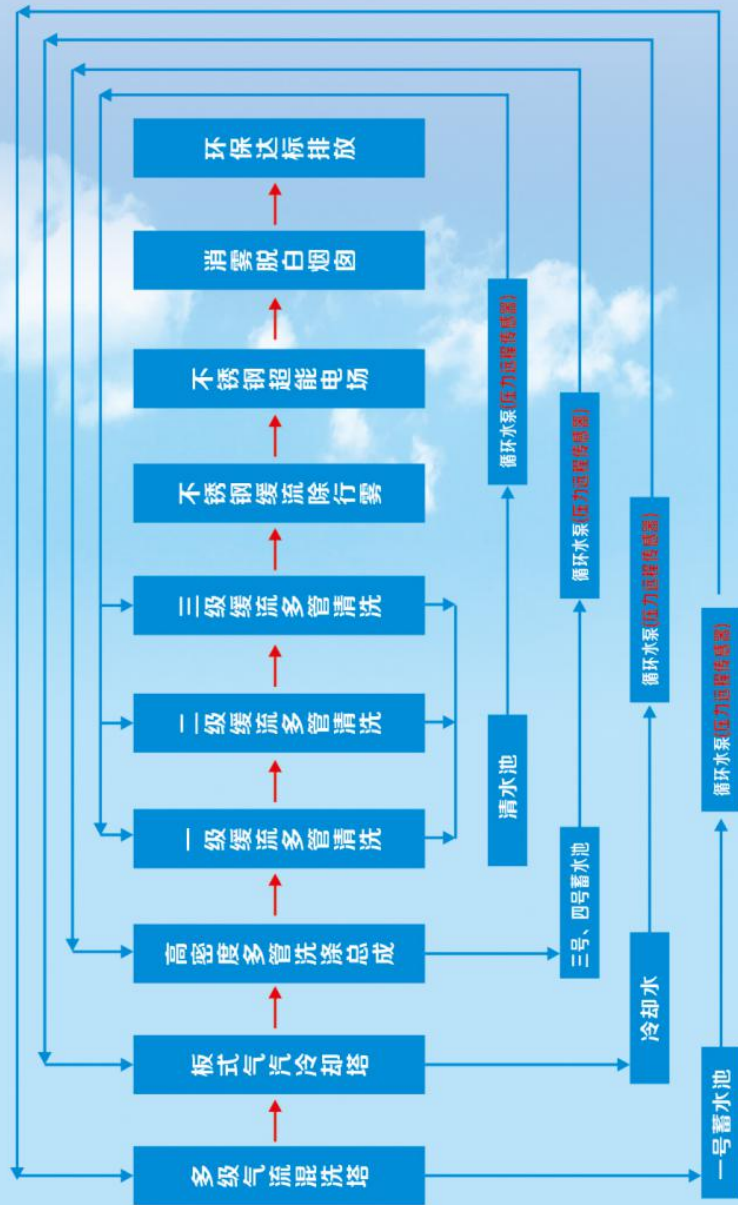 多级气流混洗塔
板式气汽冷却塔
高密度多管洗涤总成
一级缓流多管清洗
二级缓流多管清洗
三级缓流多管清洗
不锈钢缓流除行雾
不锈钢超能电场
消雾脱白烟囱
环保达标排放
清水池
循环水泵(压力远程传感器)
三号、四号蓄水池
循环水泵(压力远程传感器)
冷却水
循环水泵(压力远程传感器)
一号蓄水池
循环水泵(压力远程传感器)